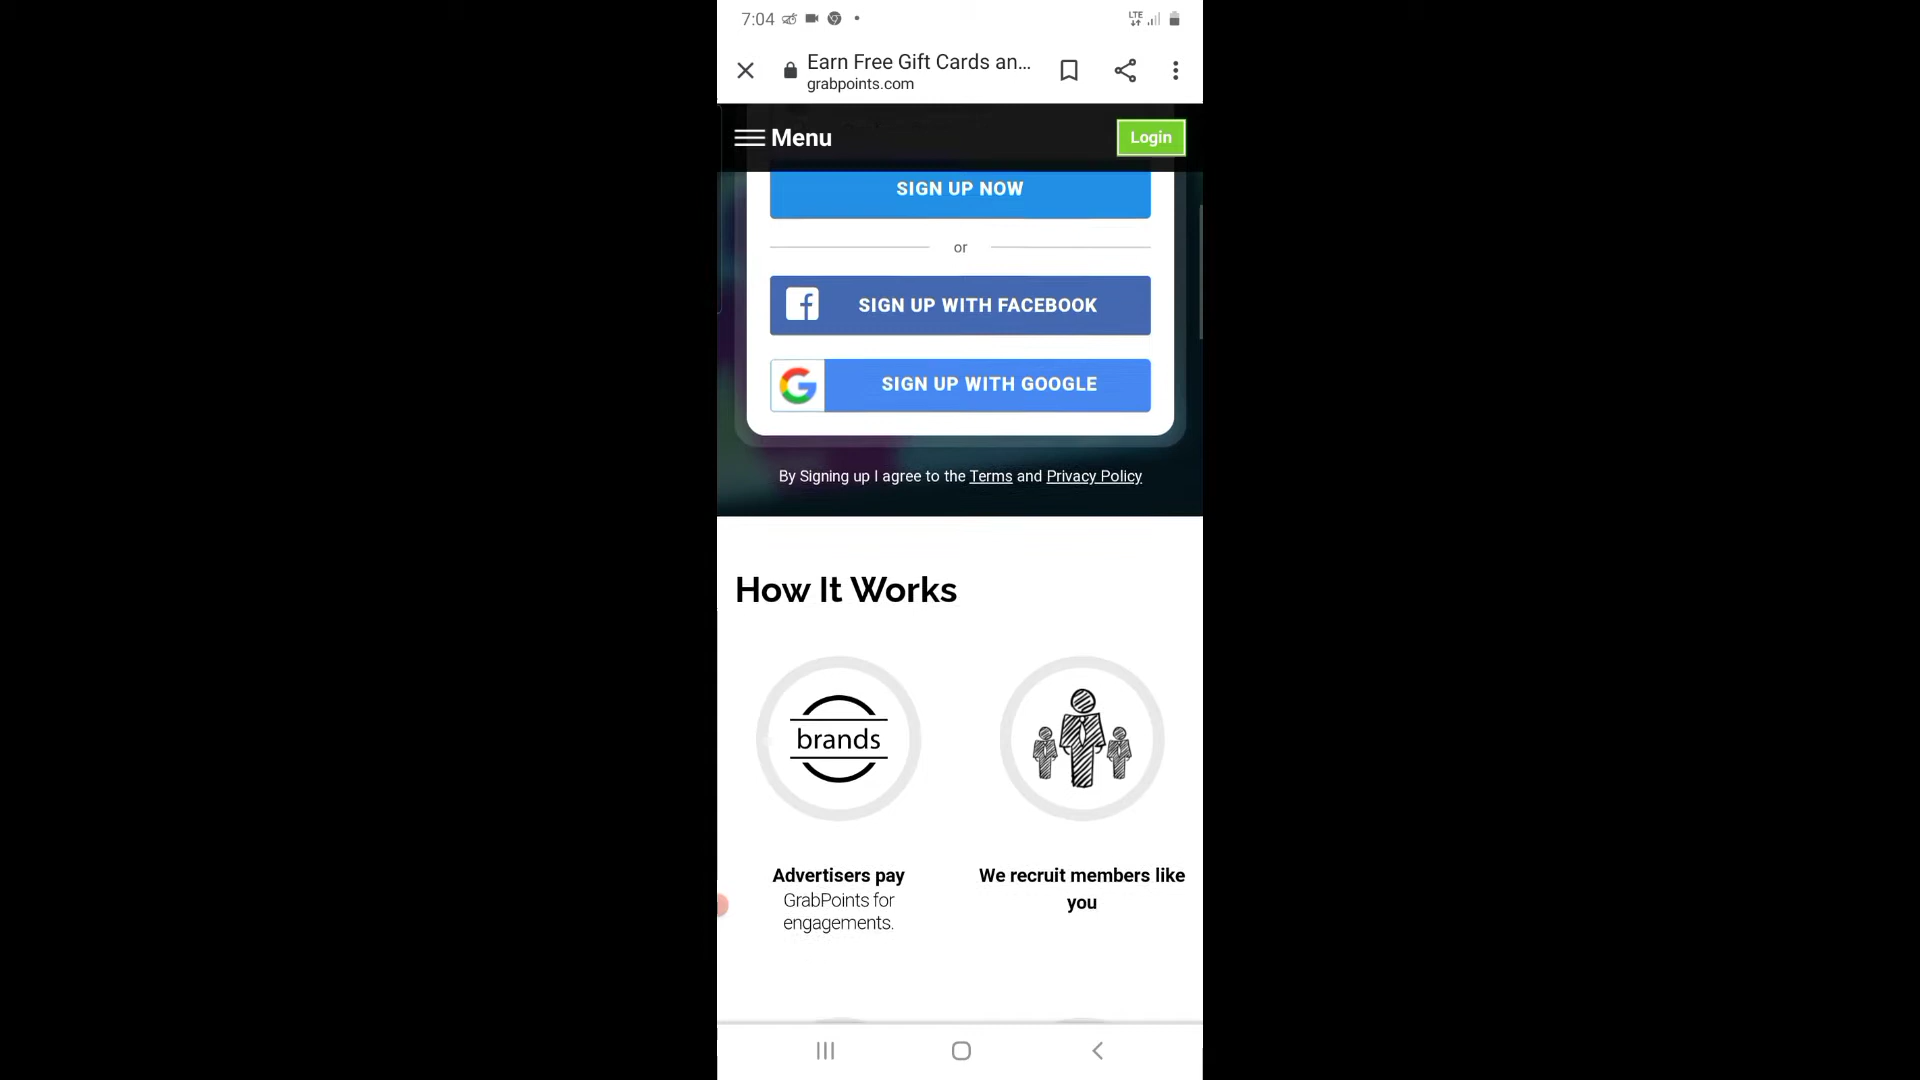 7:04
LTE
Earn Free Gift Cards an...
grabpoints.com
Menu
Login
SIGN UP NOW
or
SIGN UP WITH FACEBOOK
SIGN UP WITH GOOGLE
By Signing up I agree to the Terms and Privacy Policy
How It Works
brands
Advertisers pay
GrabPoints for
engagements.
We recruit members like
you